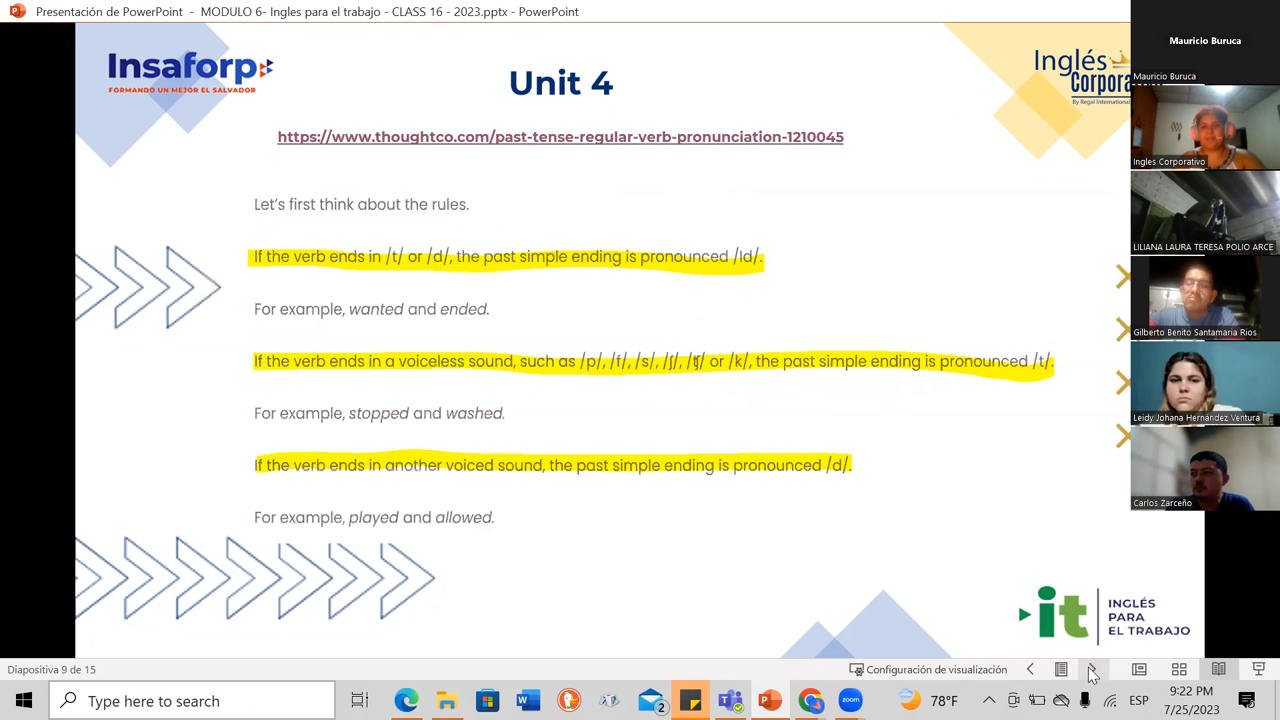 Presentación de PowerPoint - MODULO 6- Ingles para el trabajo - CLASS 16 - 2023.pptx - PowerPoint
Mauricio Buruca
Mauricio Buruca
Insaforp
FORMANDO UN MEJOR EL SALVADOR
Unit 4
Inglés
Corporativo
By Regal International
Ingles Corporativo
https://www.thoughtco.com/past-tense-regular-verb-pronunciation-1210045
Let's first think about the rules.
LILIANA LAURA TERESA POLIO ARCE
If the verb ends in /t/ or /d/, the past simple ending is pronounced /Id/.
For example, wanted and ended.
Gilberto Benito Santamaria Rios
If the verb ends in a voiceless sound, such as /p/, /f/, /s/, /ʃ/, /ʧ/ or /k/, the past simple ending is pronounced /t/.
For example, stopped and washed.
Leidy Johana Hernández Ventura
If the verb ends in another voiced sound, the past simple ending is pronounced /d/.
Carlos Zarceño
For example, played and allowed.
it
INGLÉS
PARA
EL TRABAJO
Diapositiva 9 de 15
Configuración de visualización
Type here to search
2
78°F
ESP
9:22 PM
7/25/2023